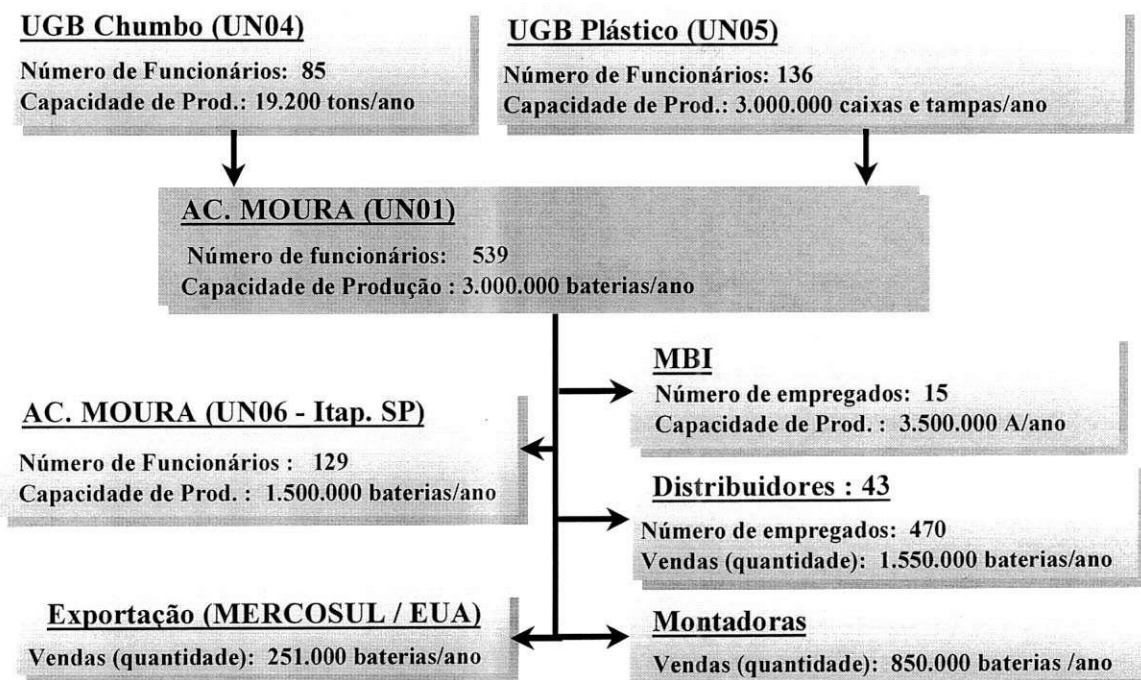 UGB Chumbo (UN04)
Número de Funcionários: 85
Capacidade de Prod.: 19.200 tons/ano
UGB Plástico (UN05)
Número de Funcionários: 136
Capacidade de Prod.: 3.000.000 caixas e tampas/ano
AC. MOURA (UN01)
Número de funcionários: 539
Capacidade de Produção : 3.000.000 baterias/ano
MBI
Número de empregados: 15
Capacidade de Prod. : 3.500.000 A/ano
AC. MOURA (UN06 - Itap. SP)
Número de Funcionários : 129
Capacidade de Prod. : 1.500.000 baterias/ano
Distribuidores : 43
Número de empregados: 470
Vendas (quantidade): 1.550.000 baterias/ano
Exportação (MERCOSUL / EUA)
Vendas (quantidade): 251.000 baterias/ano
Montadoras
Vendas (quantidade): 850.000 baterias /ano